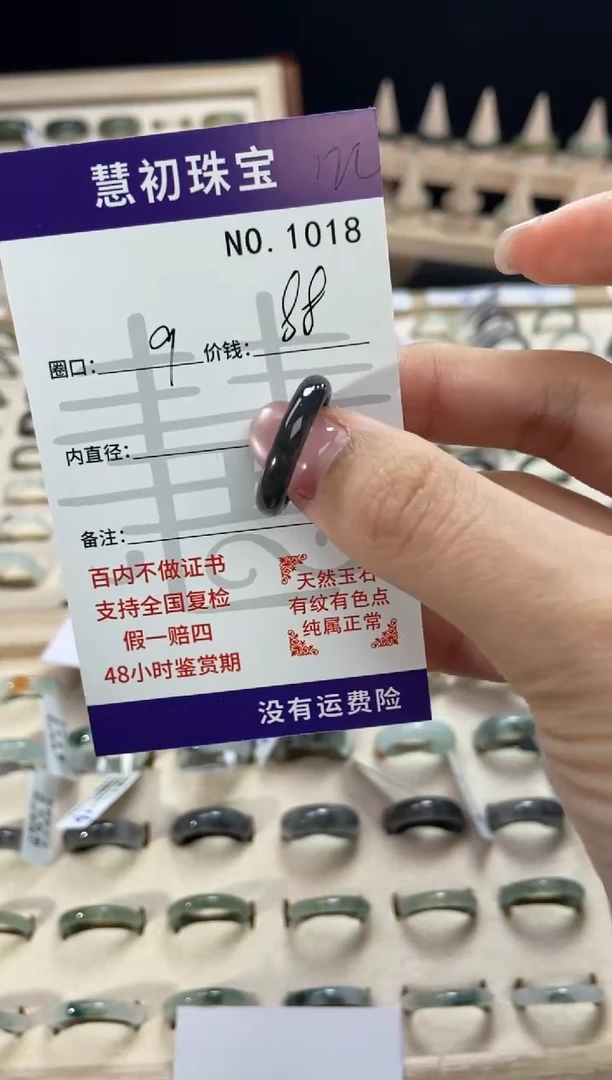 慧初珠宝
NO.1018
圈口: 9 价钱: 88
内直径:
备注:
百内不做证书
支持全国复检
假一赔四
48小时鉴赏期
天然玉石
有纹有色点
纯属正常
没有运费险